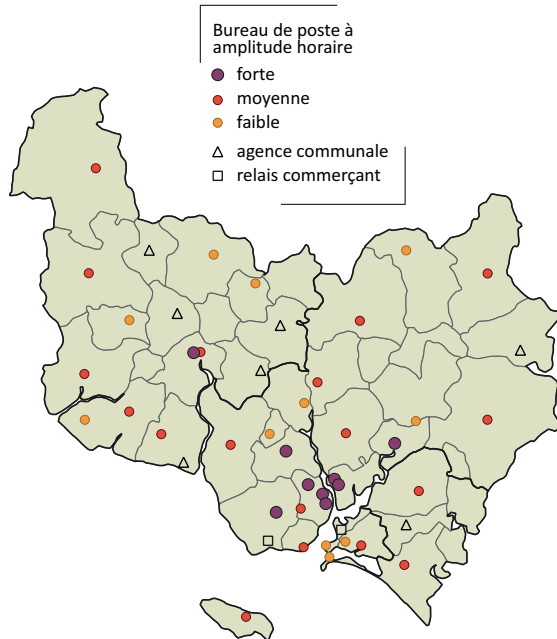 Bureau de poste à
amplitude horaire
forte
moyenne
faible
agence communale
relais commerçant